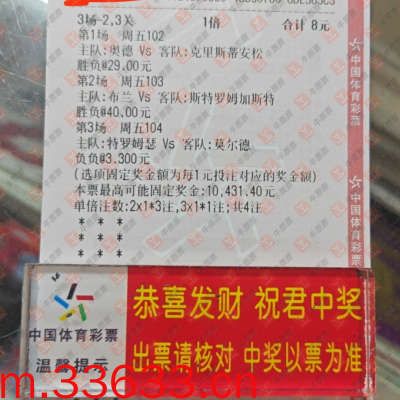 3场-2,3关 1倍 合计 8元
第1场 周五102
主队:奥德 Vs 客队:克里斯蒂安松
胜负@29.00元
第2场 周五103
主队:布兰 Vs 客队:斯特罗姆加斯特
胜负@40.00元
第3场 周五104
主队:特罗姆瑟 Vs 客队:莫尔德
负负@3.300元
(选项固定奖金额为每1元投注对应的奖金额)
本票最高可能固定奖金:10,431.40元
单倍注数:2x1*3注,3x1*1注;共4注
* * *
* * *
* * *
中国体育彩票
中国体育彩票
中国体育彩票
温馨提示
恭喜发财 祝君中奖
出票请核对 中奖以票为准
m.33633.cn